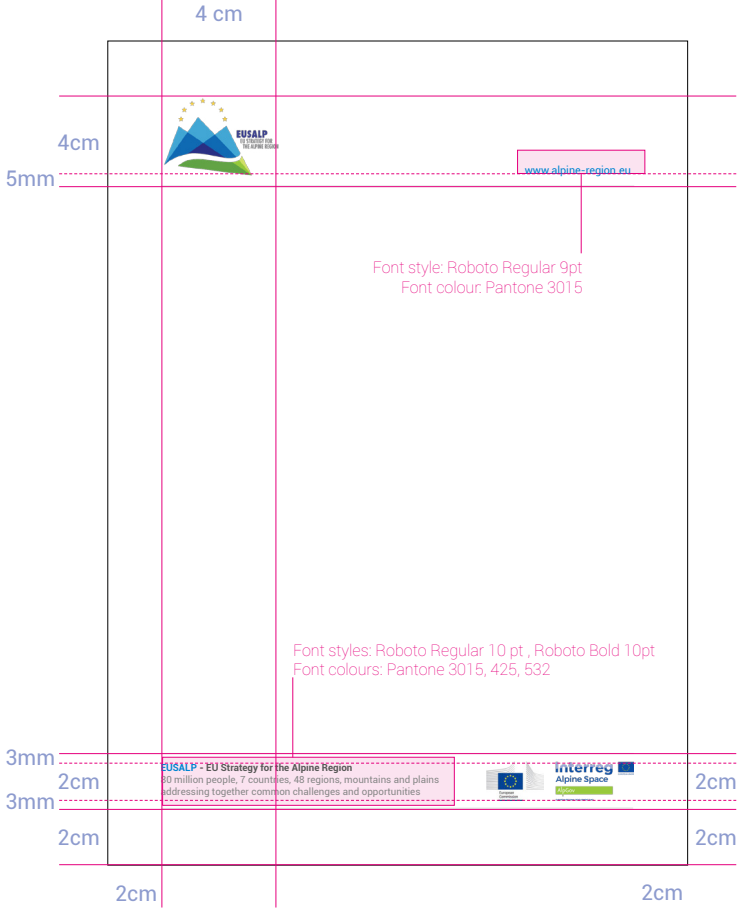 4 cm
4cm
EUSALP
EU STRATEGY FOR
THE ALPINE REGION
5mm
www.alpine-region.eu
Font style: Roboto Regular 9pt
Font colour: Pantone 3015
Font styles: Roboto Regular 10 pt , Roboto Bold 10pt
Font colours: Pantone 3015, 425, 532
3mm
EUSALP - EU Strategy for the Alpine Region
80 million people, 7 countries, 48 regions, mountains and plains
addressing together common challenges and opportunities
Interreg
Alpine Space
AlpGov
European
Commission
2cm
2cm
3mm
2cm
2cm
2cm
2cm